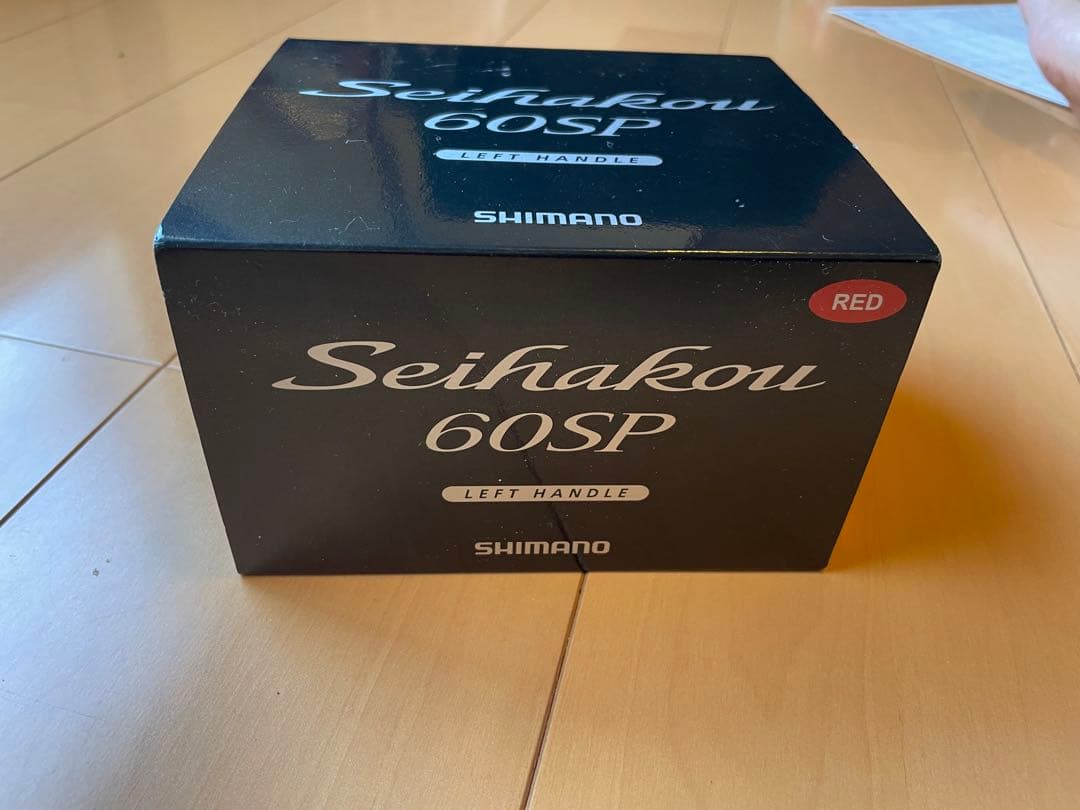 Seihakou
60SP
LEFT HANDLE
SHIMANO
RED
Seihakou
60SP
LEFT HANDLE
SHIMANO